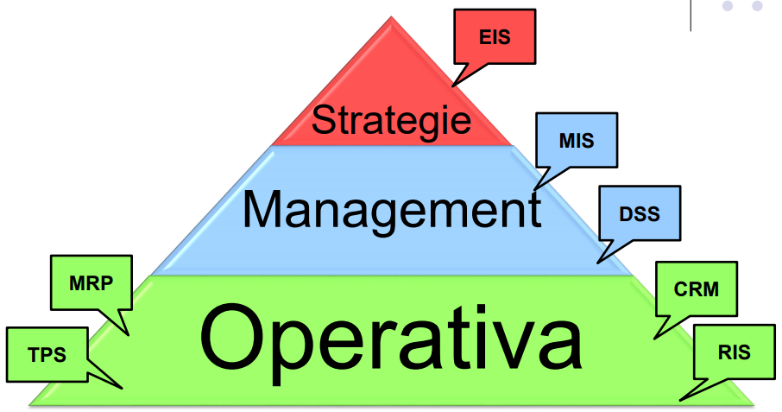 EIS
Strategie
MIS
Management
DSS
MRP
CRM
Operativa
TPS
RIS